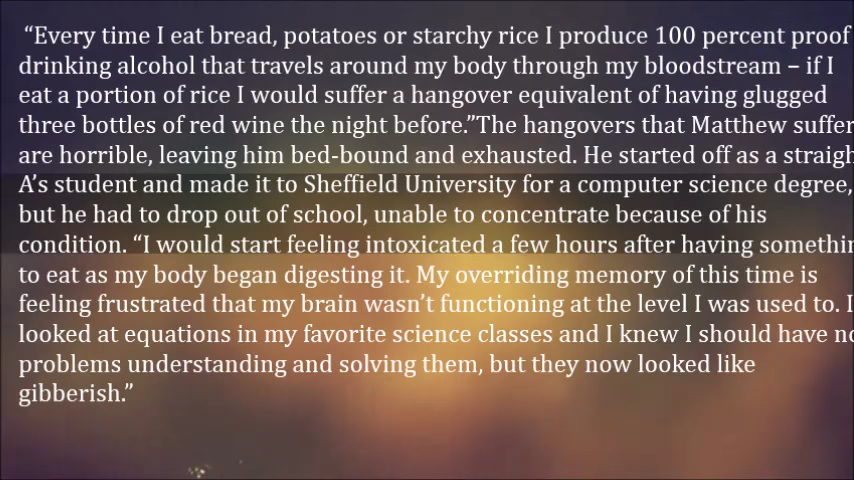 “Every time I eat bread, potatoes or starchy rice I produce 100 percent proof
drinking alcohol that travels around my body through my bloodstream – if I
eat a portion of rice I would suffer a hangover equivalent of having glugged
three bottles of red wine the night before.”The hangovers that Matthew suffer
are horrible, leaving him bed-bound and exhausted. He started off as a straigh
A’s student and made it to Sheffield University for a computer science degree,
but he had to drop out of school, unable to concentrate because of his
condition. “I would start feeling intoxicated a few hours after having somethin
to eat as my body began digesting it. My overriding memory of this time is
feeling frustrated that my brain wasn’t functioning at the level I was used to. I
looked at equations in my favorite science classes and I knew I should have no
problems understanding and solving them, but they now looked like
gibberish.”